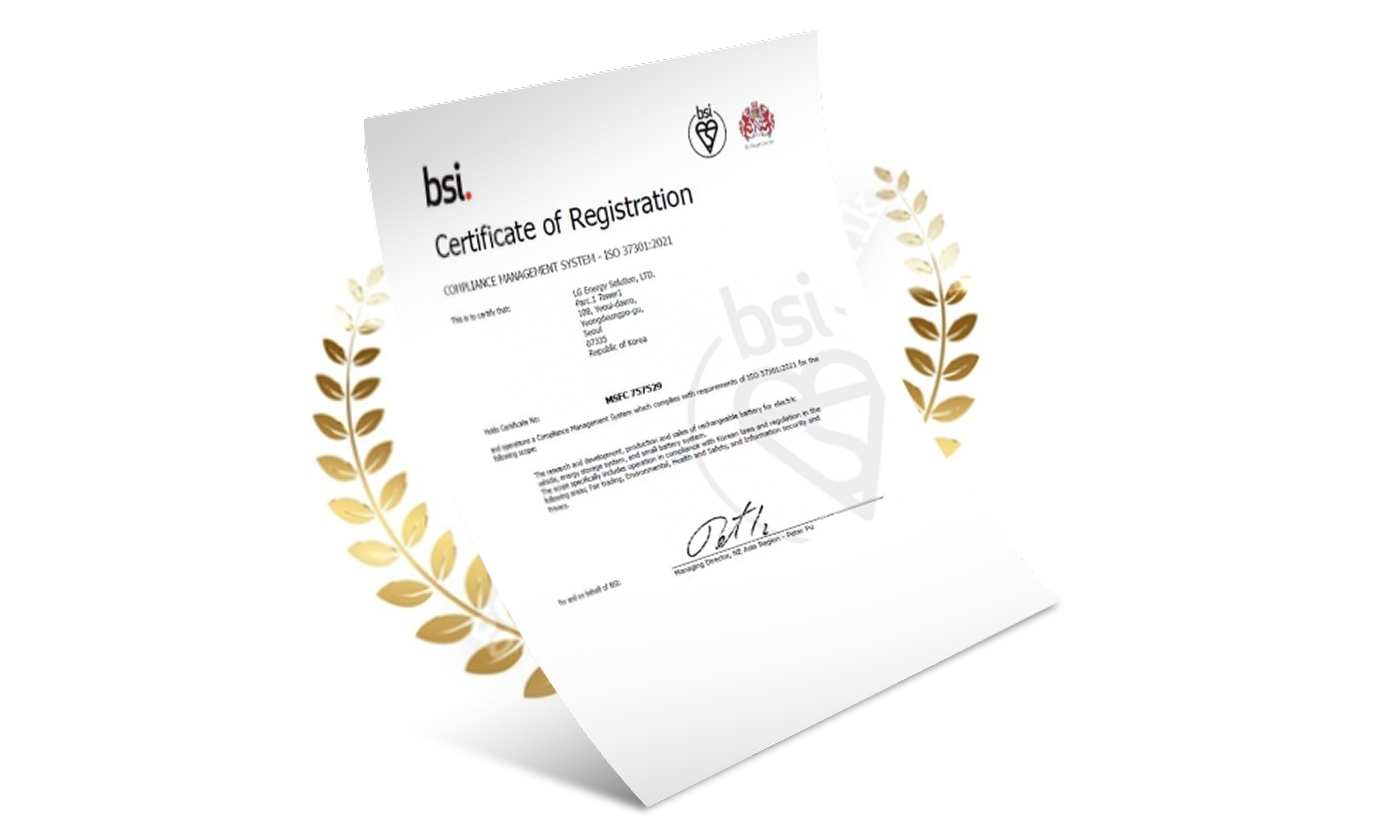 bsi
bsi.
Certificate of Registration
COMPLIANCE MANAGEMENT SYSTEM - ISO 37301:2021
This is to certify that:
LG Energy Solution, LTD.
Parc.1 Tower1
108, Yeoui-daero,
Yeongdeungpo-gu,
Seoul
07335
Republic of Korea
bsi.
Holds Certificate No:
MSFC 757529
and operations a Compliance Management System which complies with requirements of ISO 37301:2021 for the
following scope:
The research and development, production and sales of rechargeable battery for electric
vehicle, energy storage system, and small battery system.
The scope specifically includes operation in compliance with Korean laws and regulation in the
following areas; Fair trading, Environmental, Health and Safety, and Information security and
Privacy.
For and on behalf of BSI:
Managing Director, NE Asia Region - Peter Pu